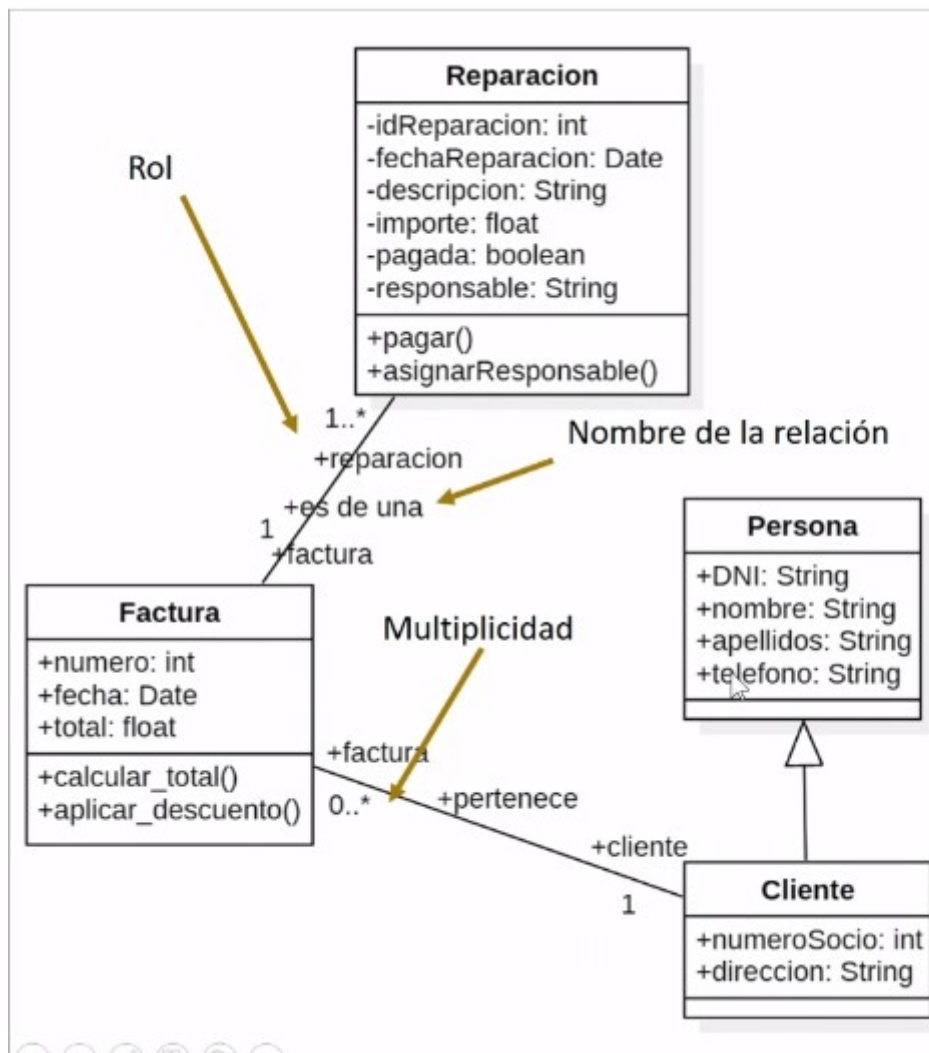 Reparacion
-idReparacion: int
-fechaReparacion: Date
-descripcion: String
-importe: float
-pagada: boolean
-responsable: String
+pagar()
+asignarResponsable()
Rol
1..*
+reparacion
Nombre de la relación
+es de una
1
+factura
Factura
+numero: int
+fecha: Date
+total: float
+calcular_total()
+aplicar_descuento()
Multiplicidad
+factura
0..*
+pertenece
+cliente
1
Persona
+DNI: String
+nombre: String
+apellidos: String
+telefono: String
Cliente
+numeroSocio: int
+direccion: String